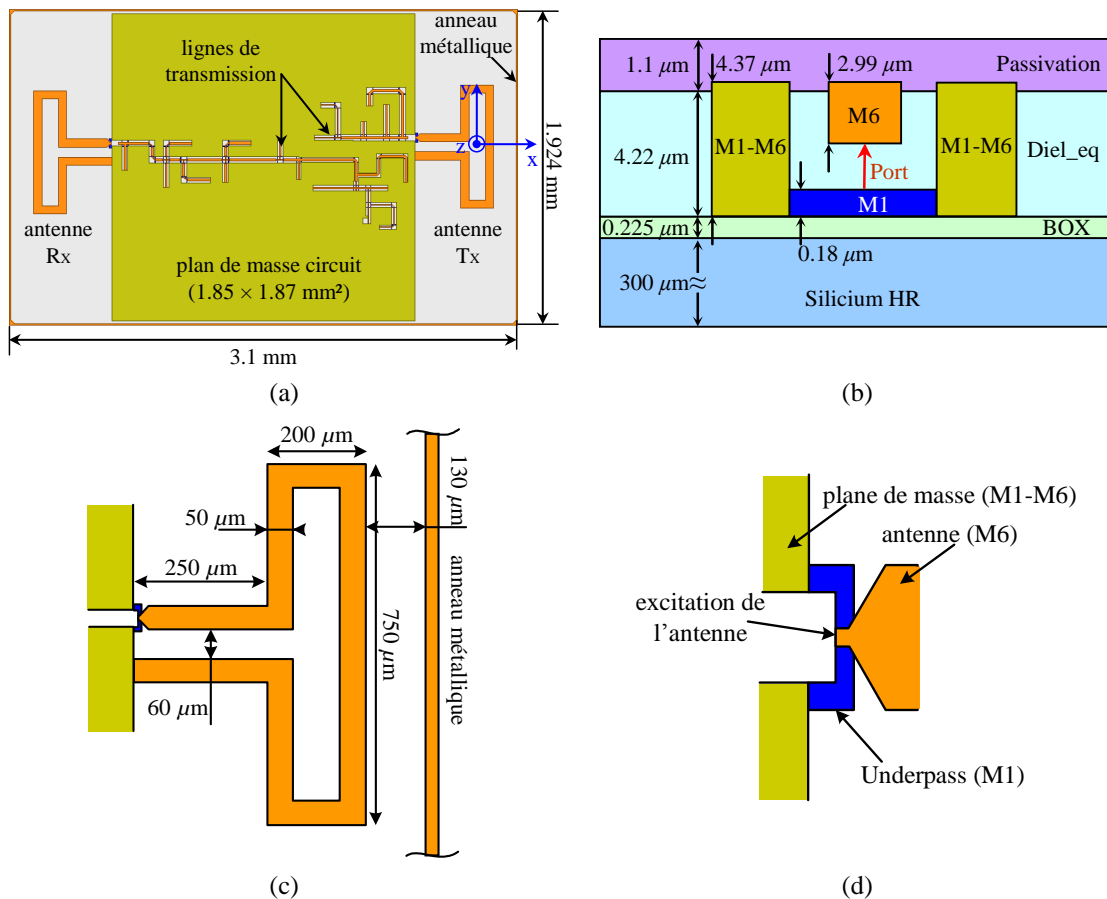 anneau
métallique
lignes de
transmission
y
z
x
antenne
Rx
antenne
Tx
plan de masse circuit
(1.85 × 1.87 mm²)
1.924 mm
3.1 mm
(a)
1.1 µm
4.37 µm
2.99 µm
Passivation
M6
M1-M6
M1-M6
4.22 µm
Diel_eq
Port
M1
0.225 µm
BOX
0.18 µm
300 µm
≈
Silicium HR
(b)
200 µm
130 µm
50 µm
250 µm
750 µm
anneau métallique
60 µm
(c)
plane de masse (M1-M6)
antenne (M6)
excitation de
l’antenne
Underpass (M1)
(d)